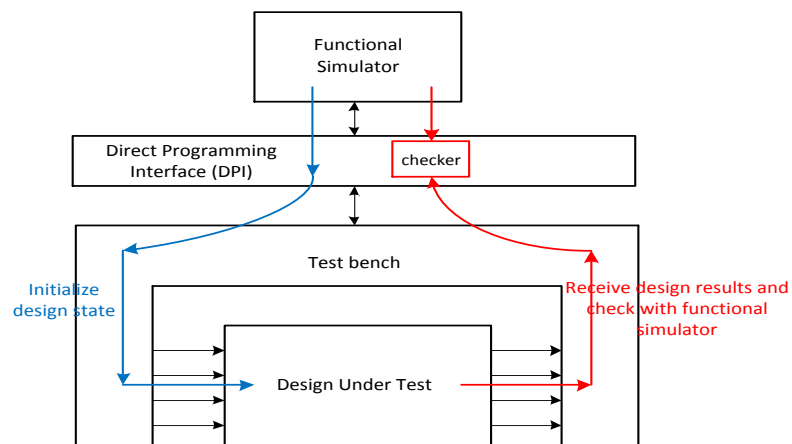 Functional
Simulator
Direct Programming
Interface (DPI)
checker
Test bench
Initialize
design state
Receive design results and
check with functional
simulator
Design Under Test